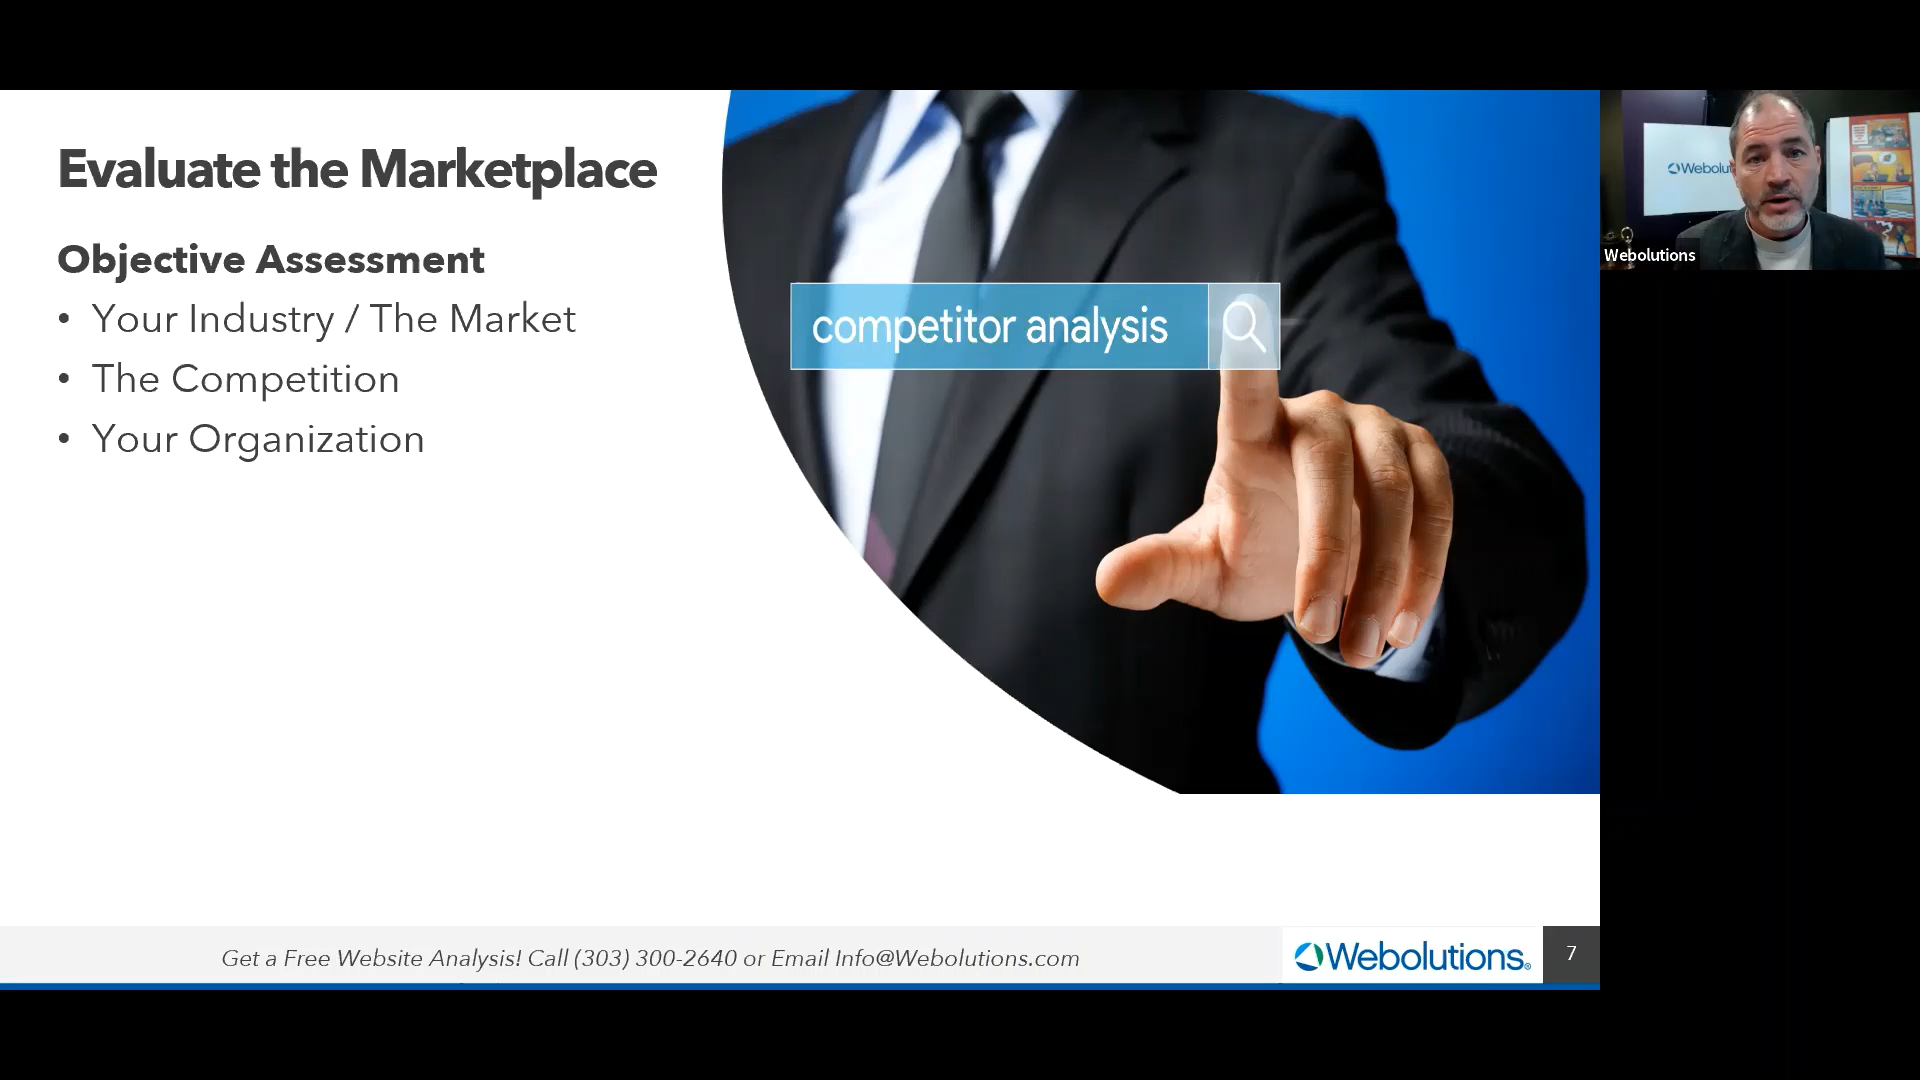 Evaluate the Marketplace
Objective Assessment
• Your Industry / The Market
• The Competition
• Your Organization
competitor analysis
Get a Free Website Analysis! Call (303) 300-2640 or Email Info@Webolutions.com
Webolutions®
7
Webolut
Webolutions